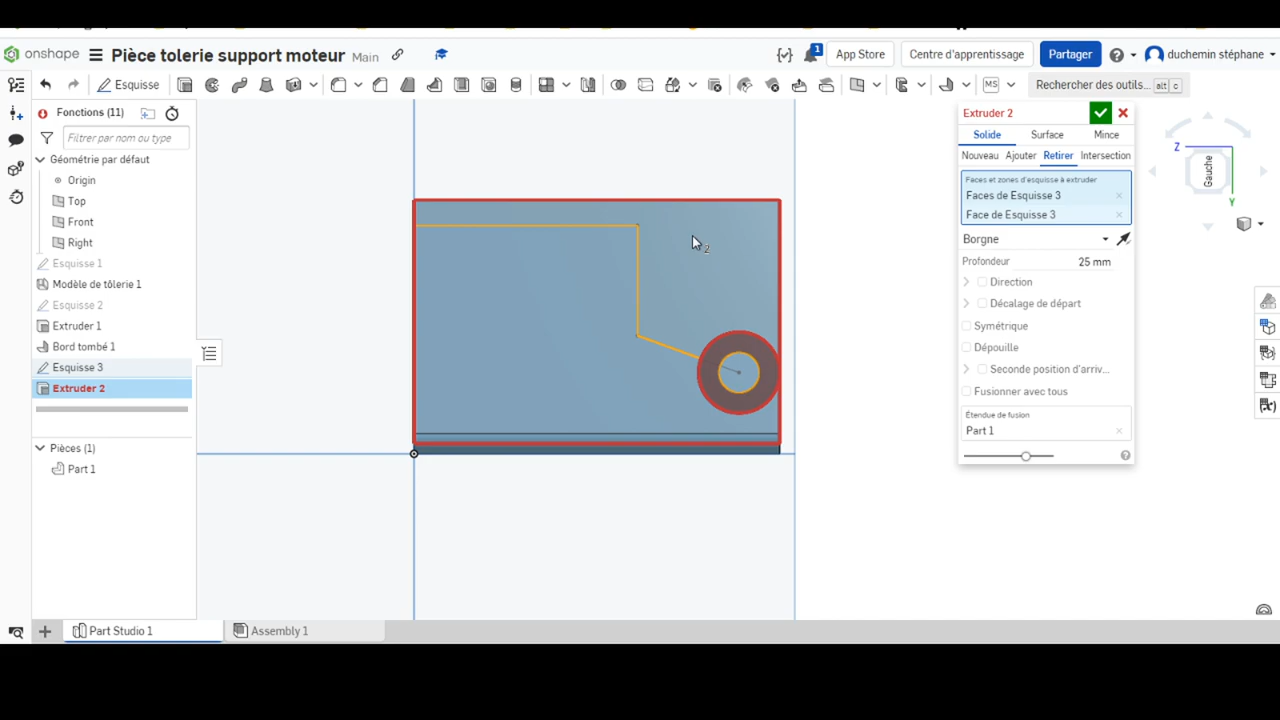 onshape
Pièce tolerie support moteur Main
1
App Store
Centre d'apprentissage
Partager
duchemin stéphane
Esquisse
MS
Rechercher des outils... alt c
Fonctions (11)
Filtrer par nom ou type
Géométrie par défaut
Origin
Top
Front
Right
Esquisse 1
Modèle de tôlerie 1
Esquisse 2
Extruder 1
Bord tombé 1
Esquisse 3
Extruder 2
Pièces (1)
Part 1
2
Extruder 2
Solide Surface Mince
Nouveau Ajouter Retirer Intersection
Faces et zones d'esquisse à extruder
Faces de Esquisse 3
Face de Esquisse 3
Borgne
Profondeur 25 mm
Direction
Décalage de départ
Symétrique
Dépouille
Seconde position d'arriv...
Fusionner avec tous
Étendue de fusion
Part 1
Z
Gauche
Y
Part Studio 1
Assembly 1